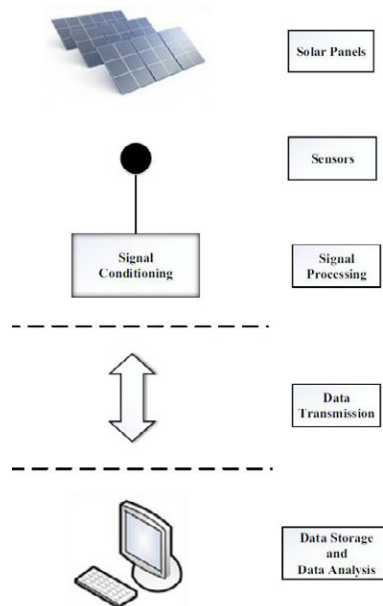 Solar Panels
Sensors
Signal
Conditioning
Signal
Processing
Data
Transmission
Data Storage
and
Data Analysis